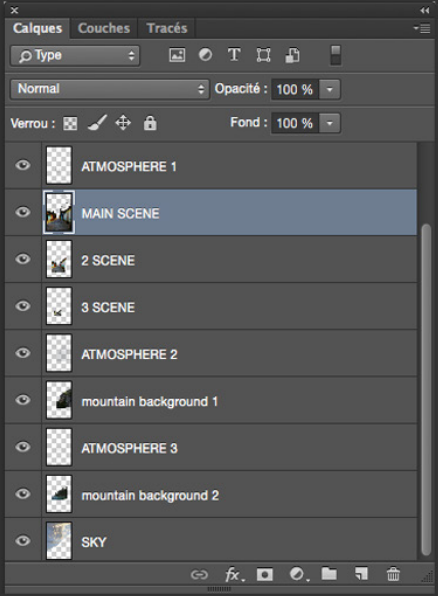 Calques Couches Tracés
Type
Normal Opacité : 100 %
Verrou : Fond : 100 %
ATMOSPHERE 1
MAIN SCENE
2 SCENE
3 SCENE
ATMOSPHERE 2
mountain background 1
ATMOSPHERE 3
mountain background 2
SKY
fx.